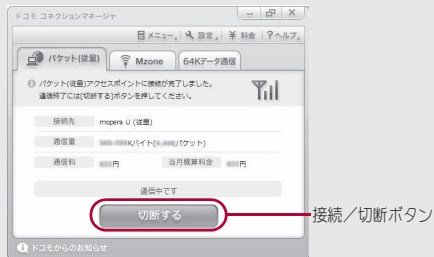 ドコモ コネクションマネージャ
メニュー 設定 料金 ?ヘルプ
パケット(従量)
Mzone
64Kデータ通信
パケット(従量)アクセスポイントに接続が完了しました。
通信終了には[切断する]ボタンを押してください。
接続先 mopera U (従量)
通信量 Kバイト( パケット)
通信料 円 当月概算料金 円
通信中です
切断する
接続/切断ボタン
ドコモからのお知らせ